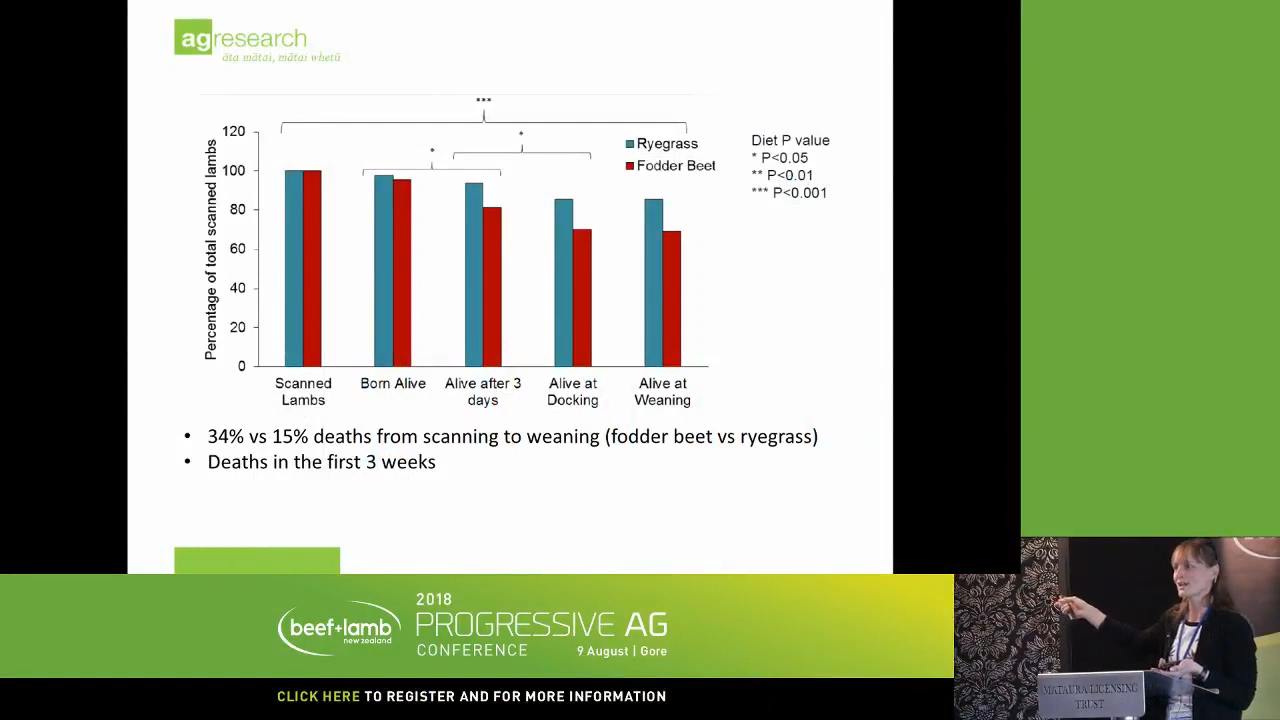 agresearch
āta mātai, mātai whetū
***
*
*
120
100
80
60
40
20
0
Percentage of total scanned lambs
Ryegrass
Fodder Beet
Diet P value
* P<0.05
** P<0.01
*** P<0.001
Scanned
Lambs
Born Alive
Alive after 3
days
Alive at
Docking
Alive at
Weaning
• 34% vs 15% deaths from scanning to weaning (fodder beet vs ryegrass)
• Deaths in the first 3 weeks
beef+lamb
new zealand
2018
PROGRESSIVE AG
CONFERENCE
9 August | Gore
CLICK HERE TO REGISTER AND FOR MORE INFORMATION
MATAURA LICENSING
TRUST